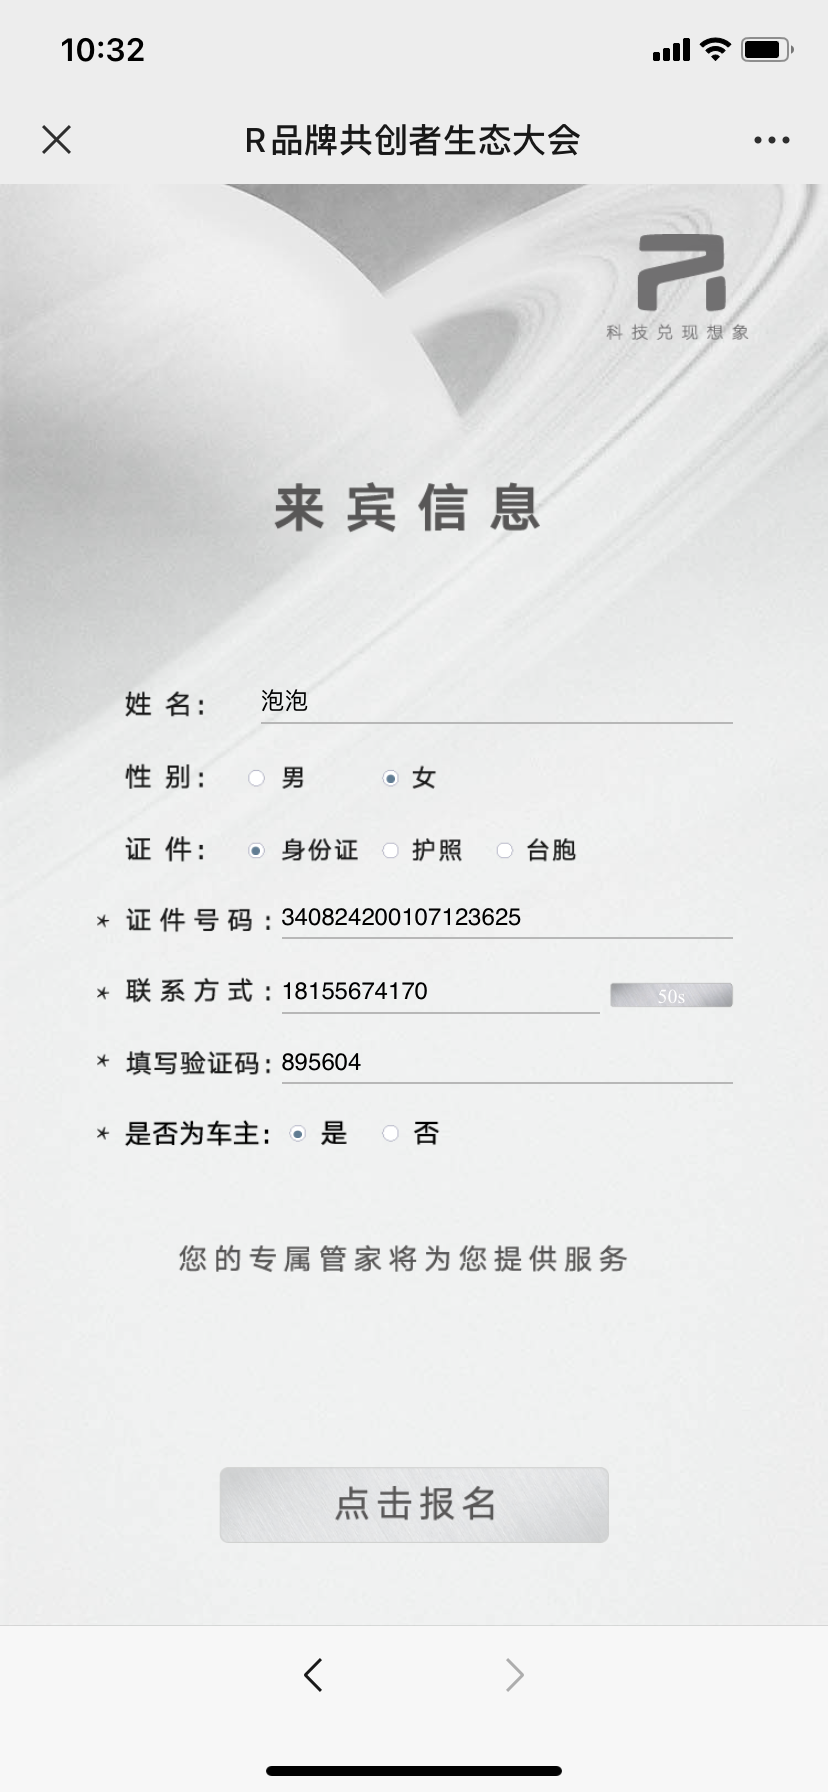 10:32
R品牌共创者生态大会
科技兑现想象
来宾信息
姓名: 泡泡
性别: 男 女
证件: 身份证 护照 台胞
* 证件号码: 340824200107123625
* 联系方式: 18155674170 50s
* 填写验证码: 895604
* 是否为车主: 是 否
您的专属管家将为您提供服务
点击报名